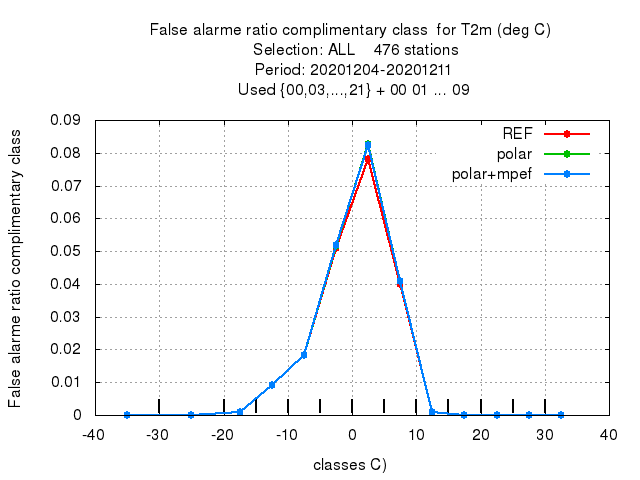 False alarme ratio complimentary class  for T2m (deg C)
Selection: ALL    476 stations
Period: 20201204-20201211
Used {00,03,...,21} + 00 01 ... 09
False alarme ratio complimentary class
0.09
0.08
0.07
0.06
0.05
0.04
0.03
0.02
0.01
0
REF
polar
polar+mpef
-40 -30 -20 -10 0 10 20 30 40
classes C)